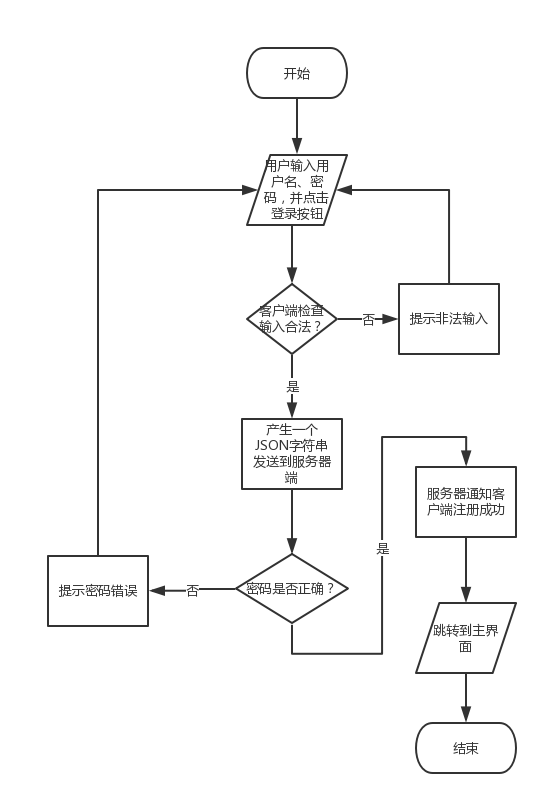 开始
用户输入用
户名、密
码，并点击
登录按钮
客户端检查
输入合法？
否
提示非法输入
是
产生一个
JSON字符串
发送到服务器
端
服务器通知客
户端注册成功
是
密码是否正确？
否
提示密码错误
跳转到主界
面
结束